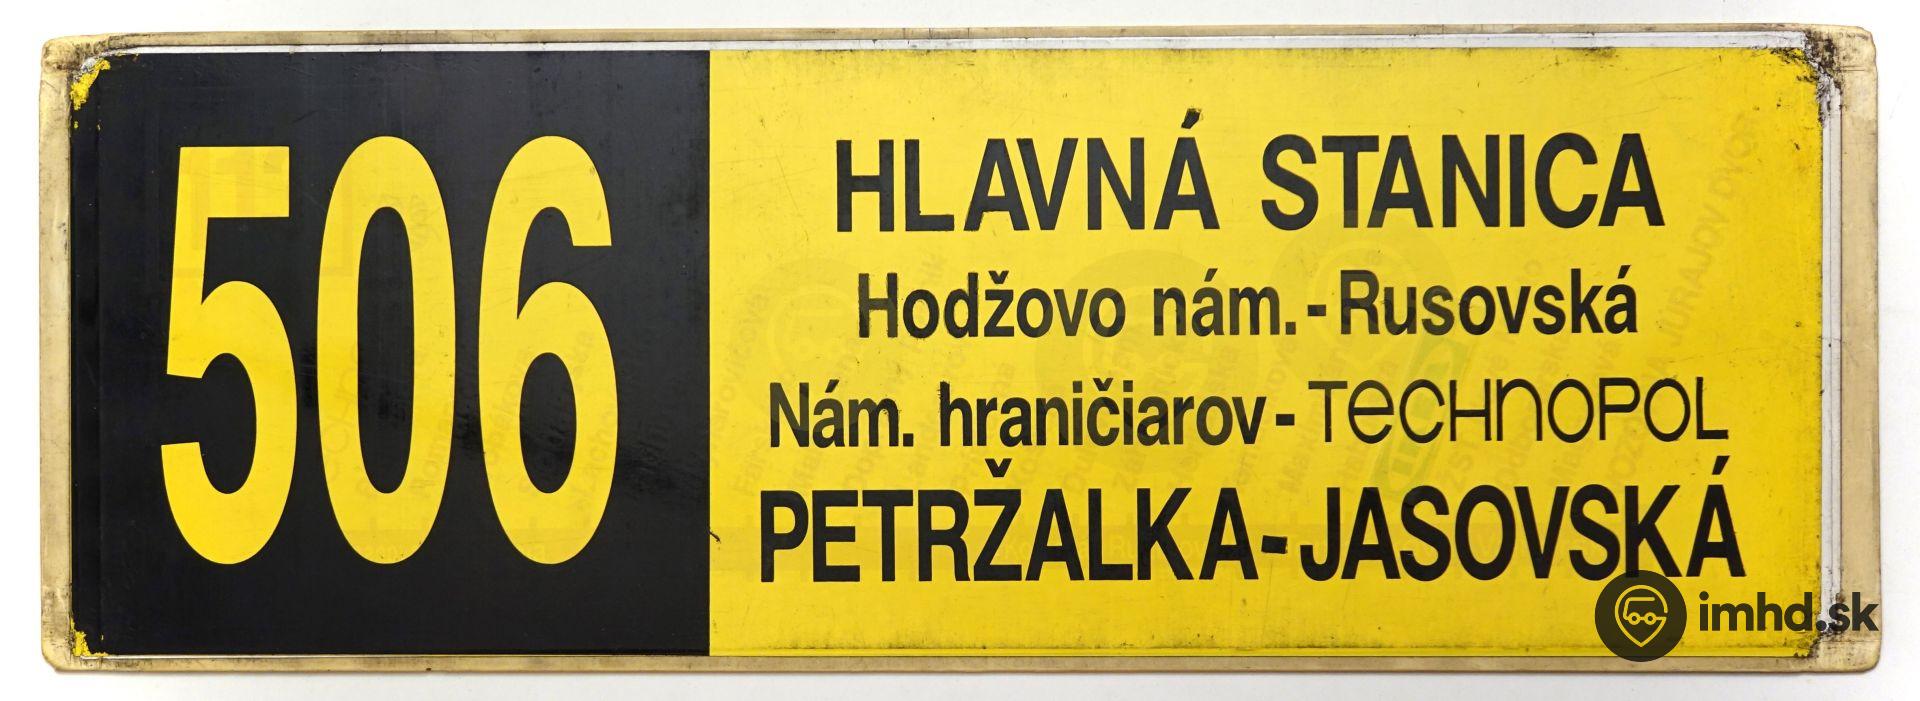 506
HLAVNÁ STANICA
Hodžovo nám.-Rusovská
Nám. hraničiarov-TECHNOPOL
PETRŽALKA-JASOVSKÁ
imhd.sk